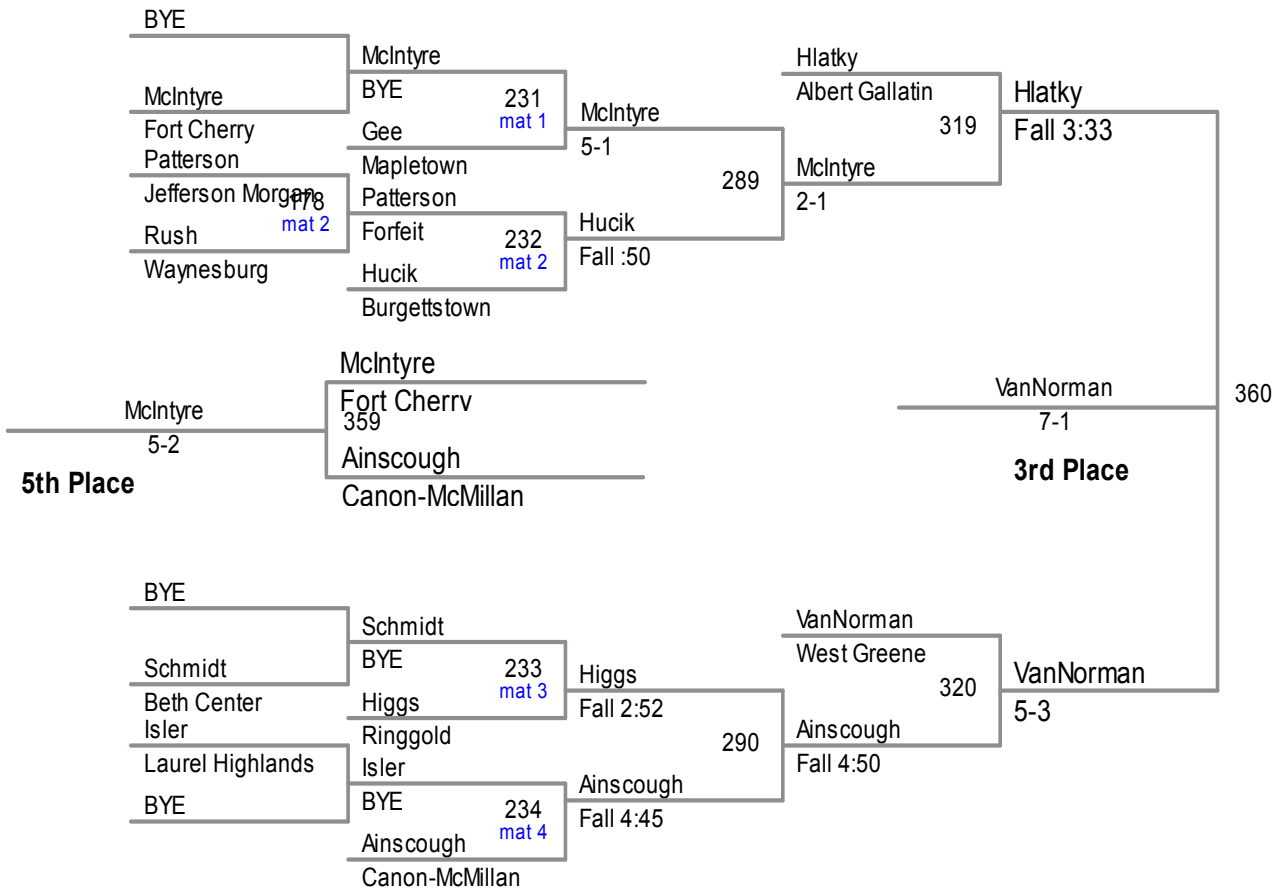 BYE
McIntyre
Fort Cherry
Patterson
Jefferson Morgan
178
mat 2
Rush
Waynesburg
McIntyre
BYE
231
mat 1
Gee
Mapletown
Patterson
Forfeit
232
mat 2
Hucik
Burgettstown
McIntyre
5-1
289
Hucik
Fall :50
Hlatky
Albert Gallatin
319
McIntyre
2-1
Hlatky
Fall 3:33
McIntyre
Fort Cherry
359
Ainscough
Canon-McMillan
McIntyre
5-2
5th Place
VanNorman
7-1
360
3rd Place
BYE
Schmidt
Beth Center
Isler
Laurel Highlands
BYE
Schmidt
BYE
233
mat 3
Higgs
Ringgold
Isler
BYE
234
mat 4
Ainscough
Canon-McMillan
Higgs
Fall 2:52
290
Ainscough
Fall 4:45
VanNorman
West Greene
320
Ainscough
Fall 4:50
VanNorman
5-3